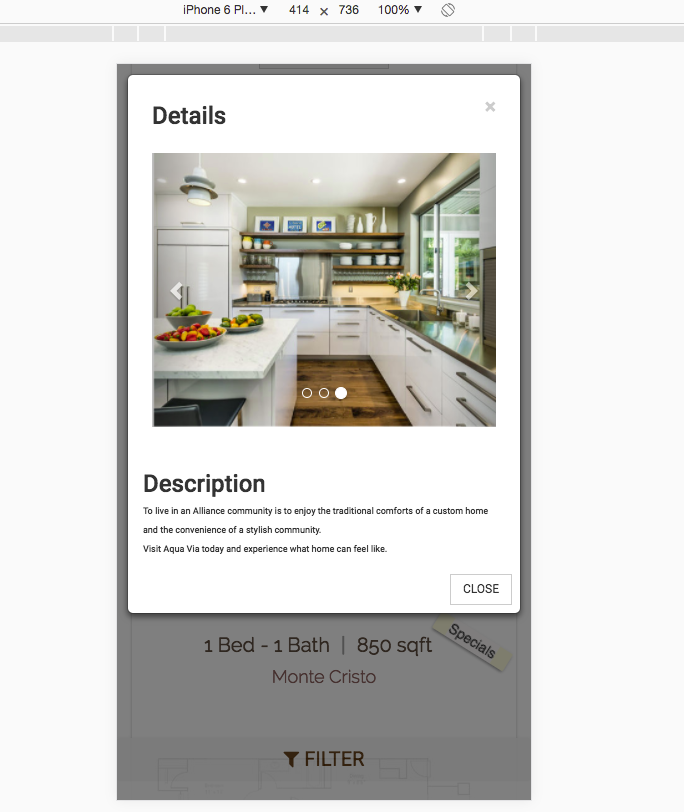 iPhone 6 Pl... ▼ 414 × 736 100% ▼
Details ×
Description
To live in an Alliance community is to enjoy the traditional comforts of a custom home
and the convenience of a stylish community.
Visit Aqua Via today and experience what home can feel like.
CLOSE
Specials
1 Bed - 1 Bath | 850 sqft
Monte Cristo
FILTER